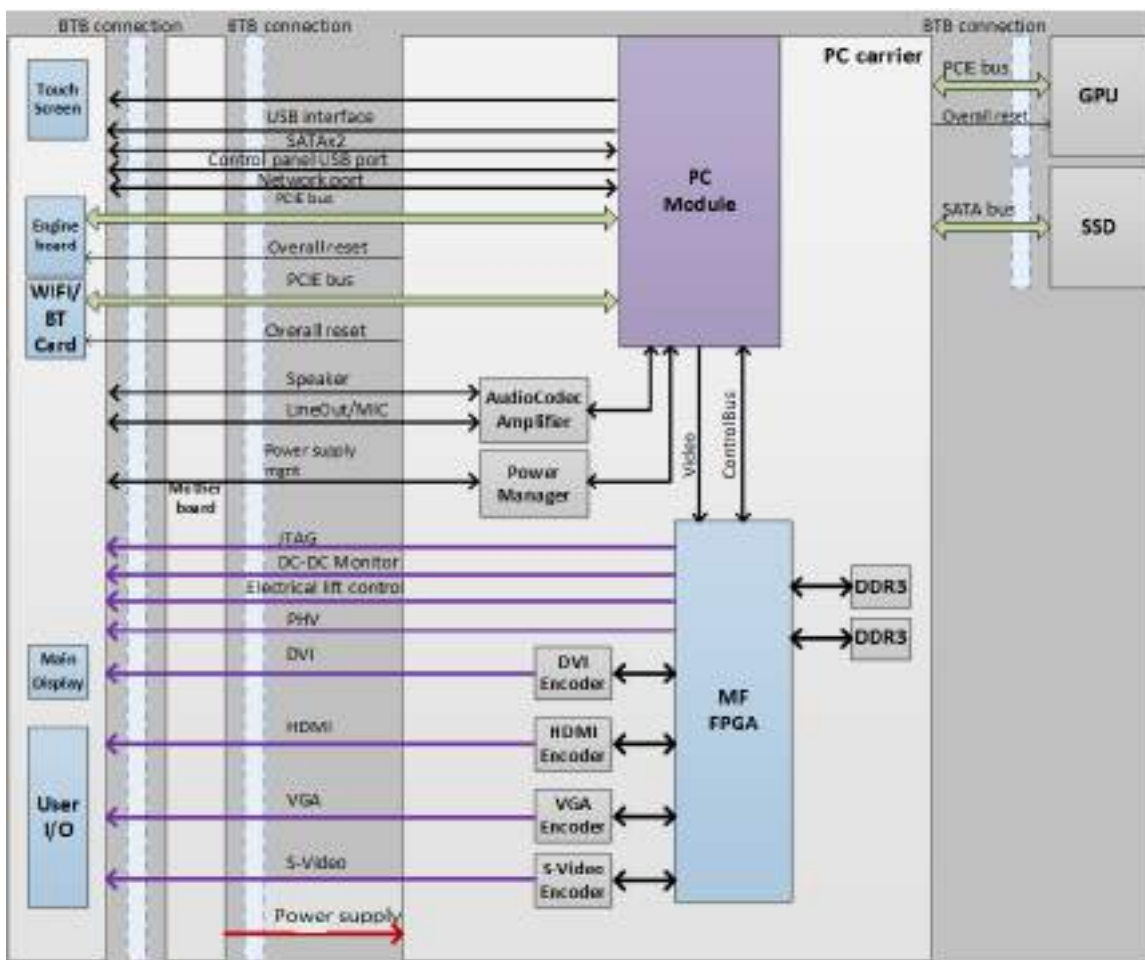 BTB connection
BTB connection
BTB connection
PC carrier
Touch
Screen
USB interface
SATAx2
Control panel USB port
Network port
PCIE bus
PC
Module
PCIE bus
Overall reset
GPU
SATA bus
SSD
Engine
board
Overall reset
PCIE bus
WIFI/
BT
Card
Overall reset
Speaker
LineOut/MIC
AudioCodec
Amplifier
Power supply
mgnt
Power
Manager
Video
ControlBus
Mother
board
JTAG
DC-DC Monitor
Electrical lift control
PHV
DDR3
DDR3
MF
FPGA
Main
Display
DVI
DVI
Encoder
HDMI
HDMI
Encoder
User
I/O
VGA
VGA
Encoder
S-Video
S-Video
Encoder
Power supply